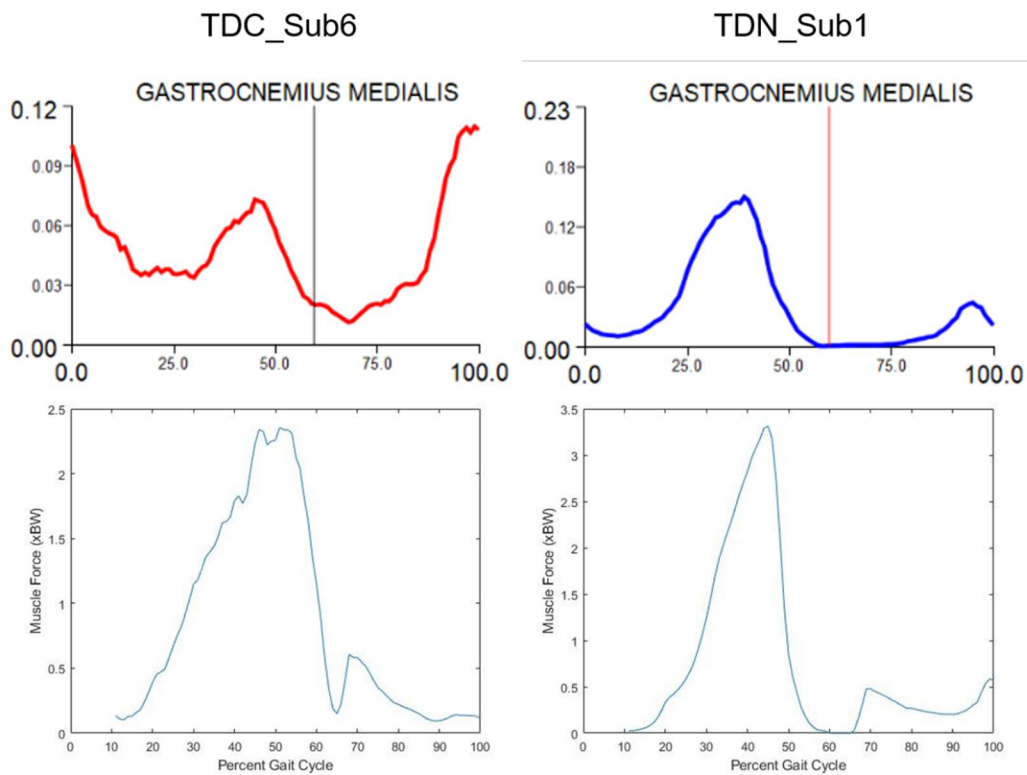 TDC_Sub6
TDN_Sub1
GASTROCNEMIUS MEDIALIS
0.12
0.09
0.06
0.03
0.00
0.0 25.0 50.0 75.0 100.0
GASTROCNEMIUS MEDIALIS
0.23
0.18
0.12
0.06
0.00
0.0 25.0 50.0 75.0 100.0
2.5
2
1.5
1
0.5
0
Muscle Force (xBW)
0 10 20 30 40 50 60 70 80 90 100
Percent Gait Cycle
3.5
3
2.5
2
1.5
1
0.5
0
Muscle Force (xBW)
0 10 20 30 40 50 60 70 80 90 100
Percent Gait Cycle